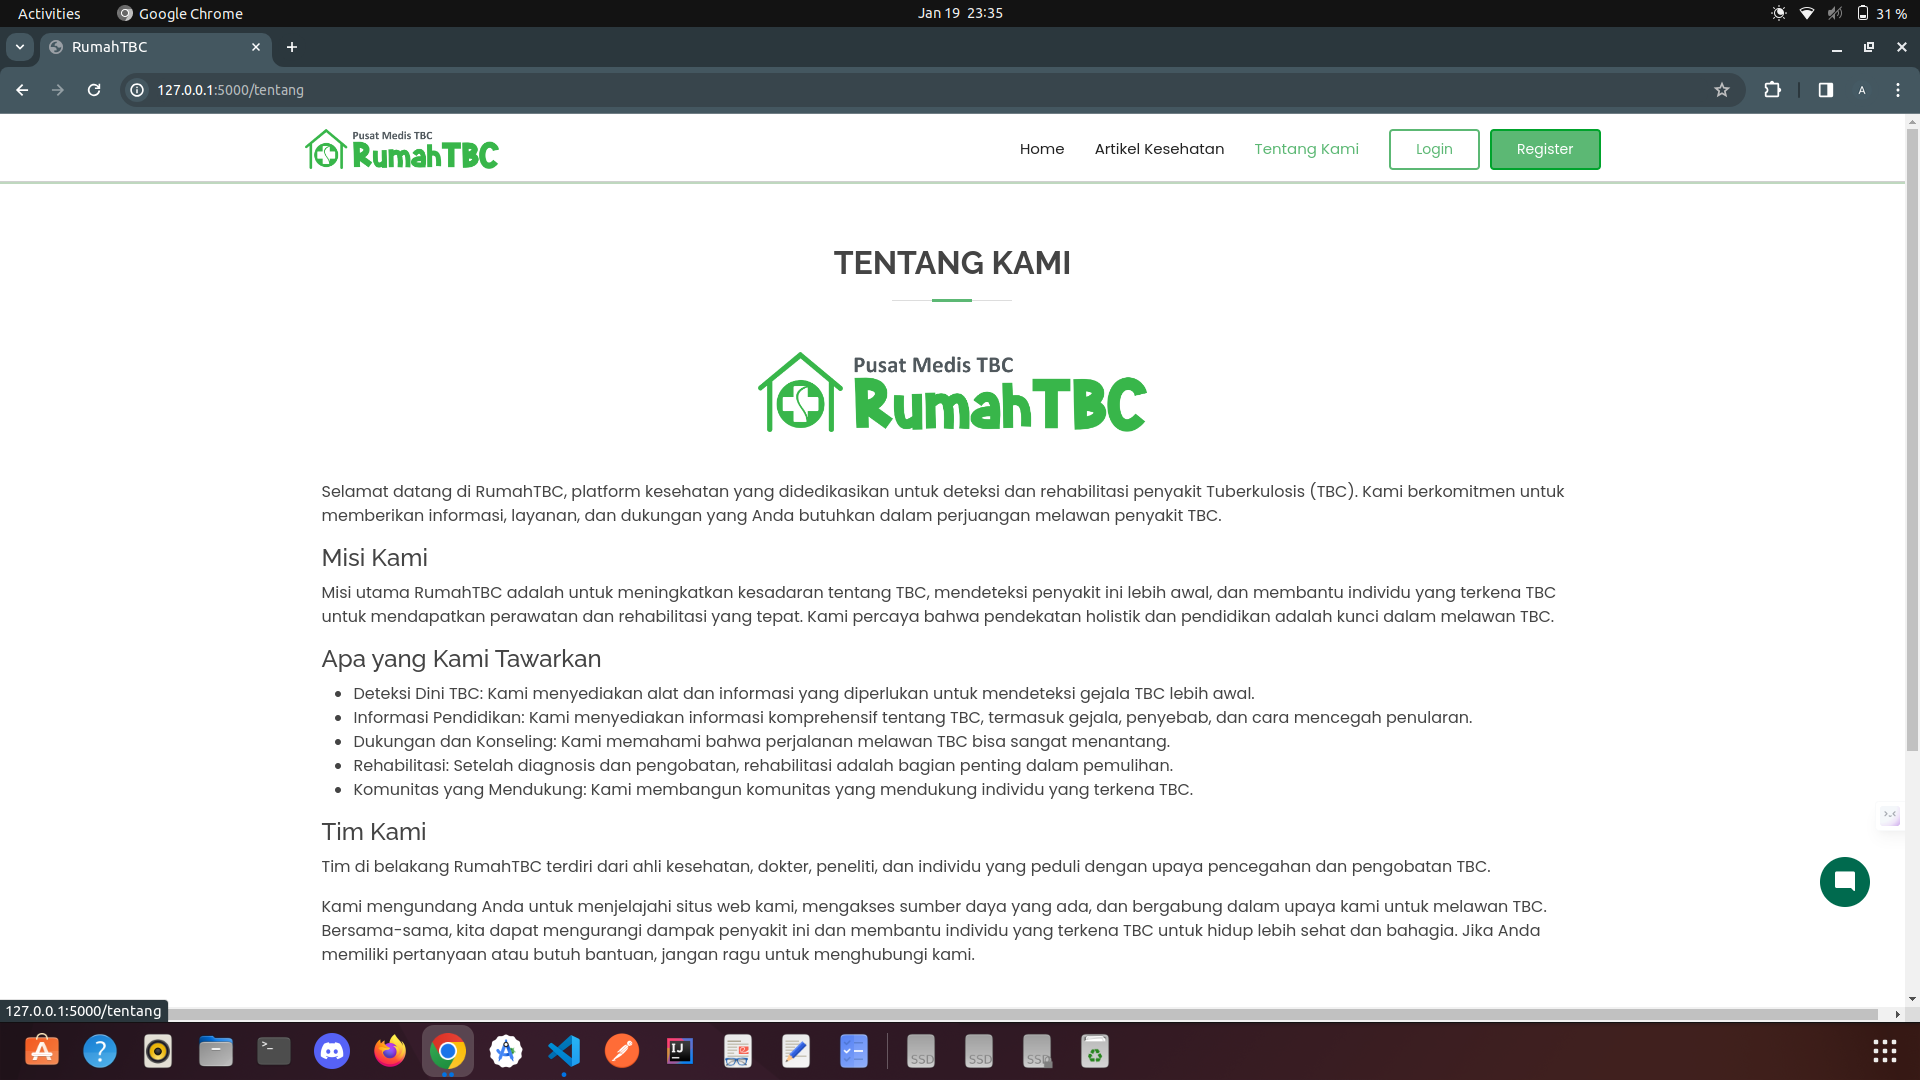 Activities
Google Chrome
Jan 19 23:35
31 %
RumahTBC
127.0.0.1:5000/tentang
A
Pusat Medis TBC
RumahTBC
Home
Artikel Kesehatan
Tentang Kami
Login
Register
TENTANG KAMI
Pusat Medis TBC
RumahTBC
Selamat datang di RumahTBC, platform kesehatan yang didedikasikan untuk deteksi dan rehabilitasi penyakit Tuberkulosis (TBC). Kami berkomitmen untuk
memberikan informasi, layanan, dan dukungan yang Anda butuhkan dalam perjuangan melawan penyakit TBC.
Misi Kami
Misi utama RumahTBC adalah untuk meningkatkan kesadaran tentang TBC, mendeteksi penyakit ini lebih awal, dan membantu individu yang terkena TBC
untuk mendapatkan perawatan dan rehabilitasi yang tepat. Kami percaya bahwa pendekatan holistik dan pendidikan adalah kunci dalam melawan TBC.
Apa yang Kami Tawarkan
• Deteksi Dini TBC: Kami menyediakan alat dan informasi yang diperlukan untuk mendeteksi gejala TBC lebih awal.
• Informasi Pendidikan: Kami menyediakan informasi komprehensif tentang TBC, termasuk gejala, penyebab, dan cara mencegah penularan.
• Dukungan dan Konseling: Kami memahami bahwa perjalanan melawan TBC bisa sangat menantang.
• Rehabilitasi: Setelah diagnosis dan pengobatan, rehabilitasi adalah bagian penting dalam pemulihan.
• Komunitas yang Mendukung: Kami membangun komunitas yang mendukung individu yang terkena TBC.
Tim Kami
Tim di belakang RumahTBC terdiri dari ahli kesehatan, dokter, peneliti, dan individu yang peduli dengan upaya pencegahan dan pengobatan TBC.
Kami mengundang Anda untuk menjelajahi situs web kami, mengakses sumber daya yang ada, dan bergabung dalam upaya kami untuk melawan TBC.
Bersama-sama, kita dapat mengurangi dampak penyakit ini dan membantu individu yang terkena TBC untuk hidup lebih sehat dan bahagia. Jika Anda
memiliki pertanyaan atau butuh bantuan, jangan ragu untuk menghubungi kami.
127.0.0.1:5000/tentang
IJ
SSD
SSD
SSD